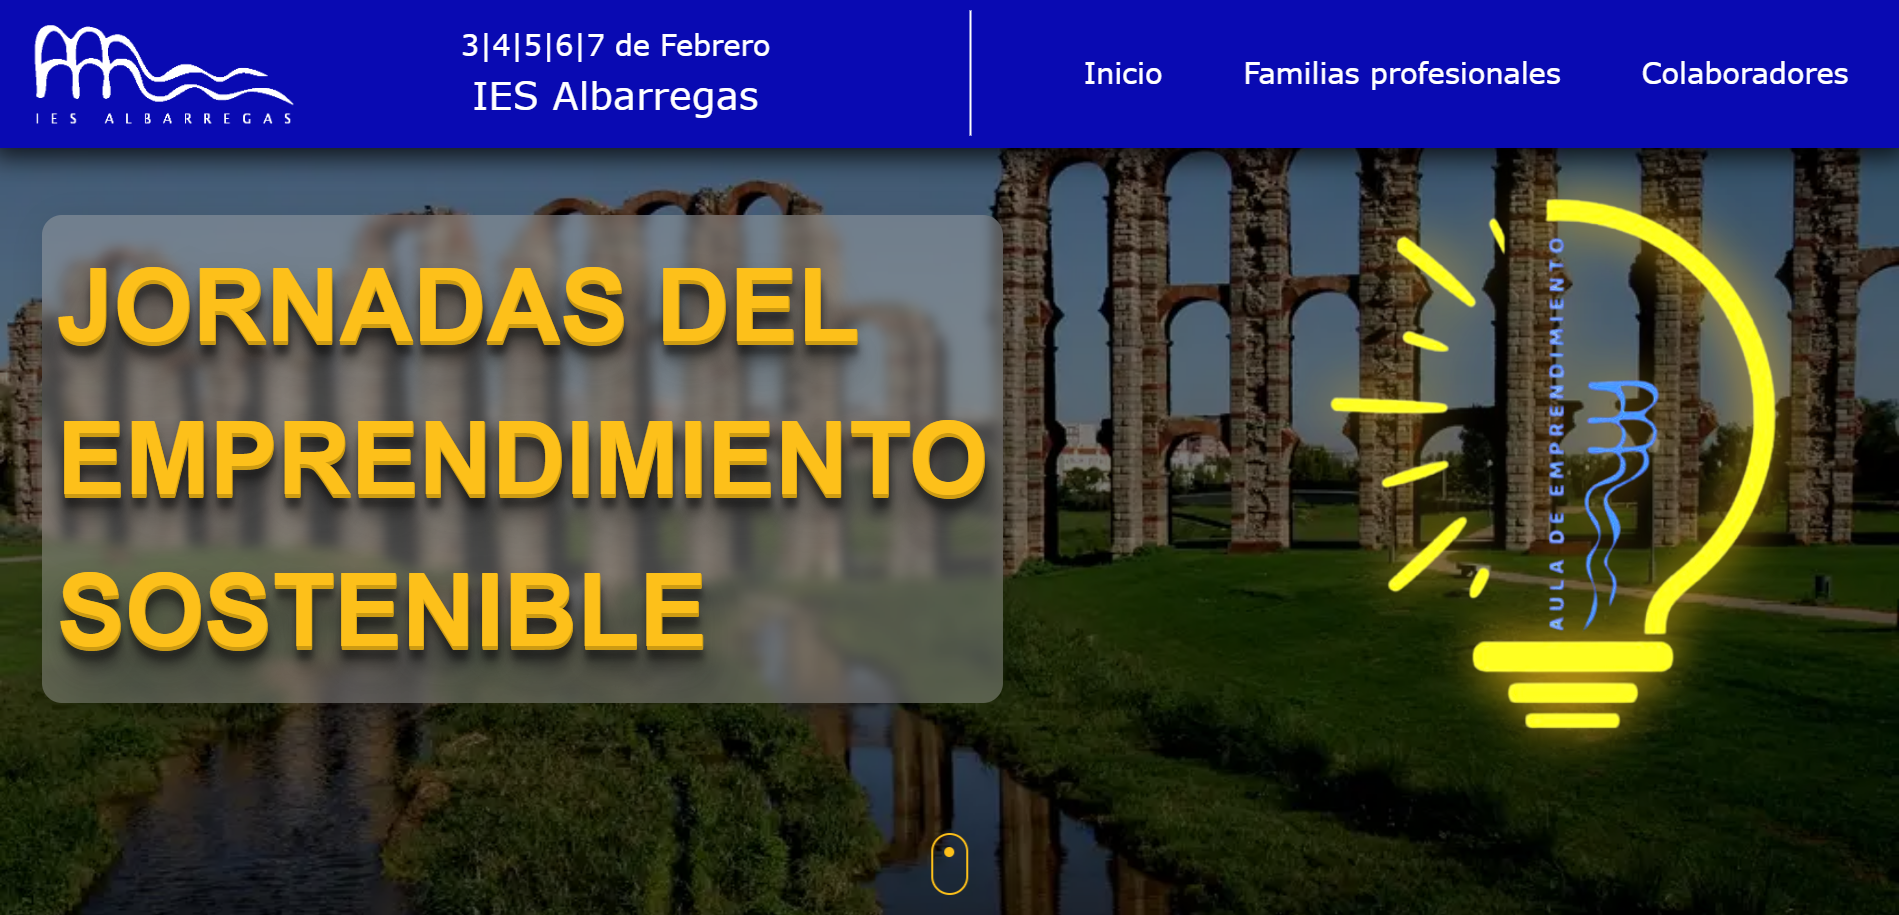 IES ALBARREGAS
3|4|5|6|7 de Febrero
IES Albarregas
Inicio
Familias profesionales
Colaboradores
JORNADAS DEL
EMPRENDIMIENTO
SOSTENIBLE
AULA DE EMPRENDIMIENTO